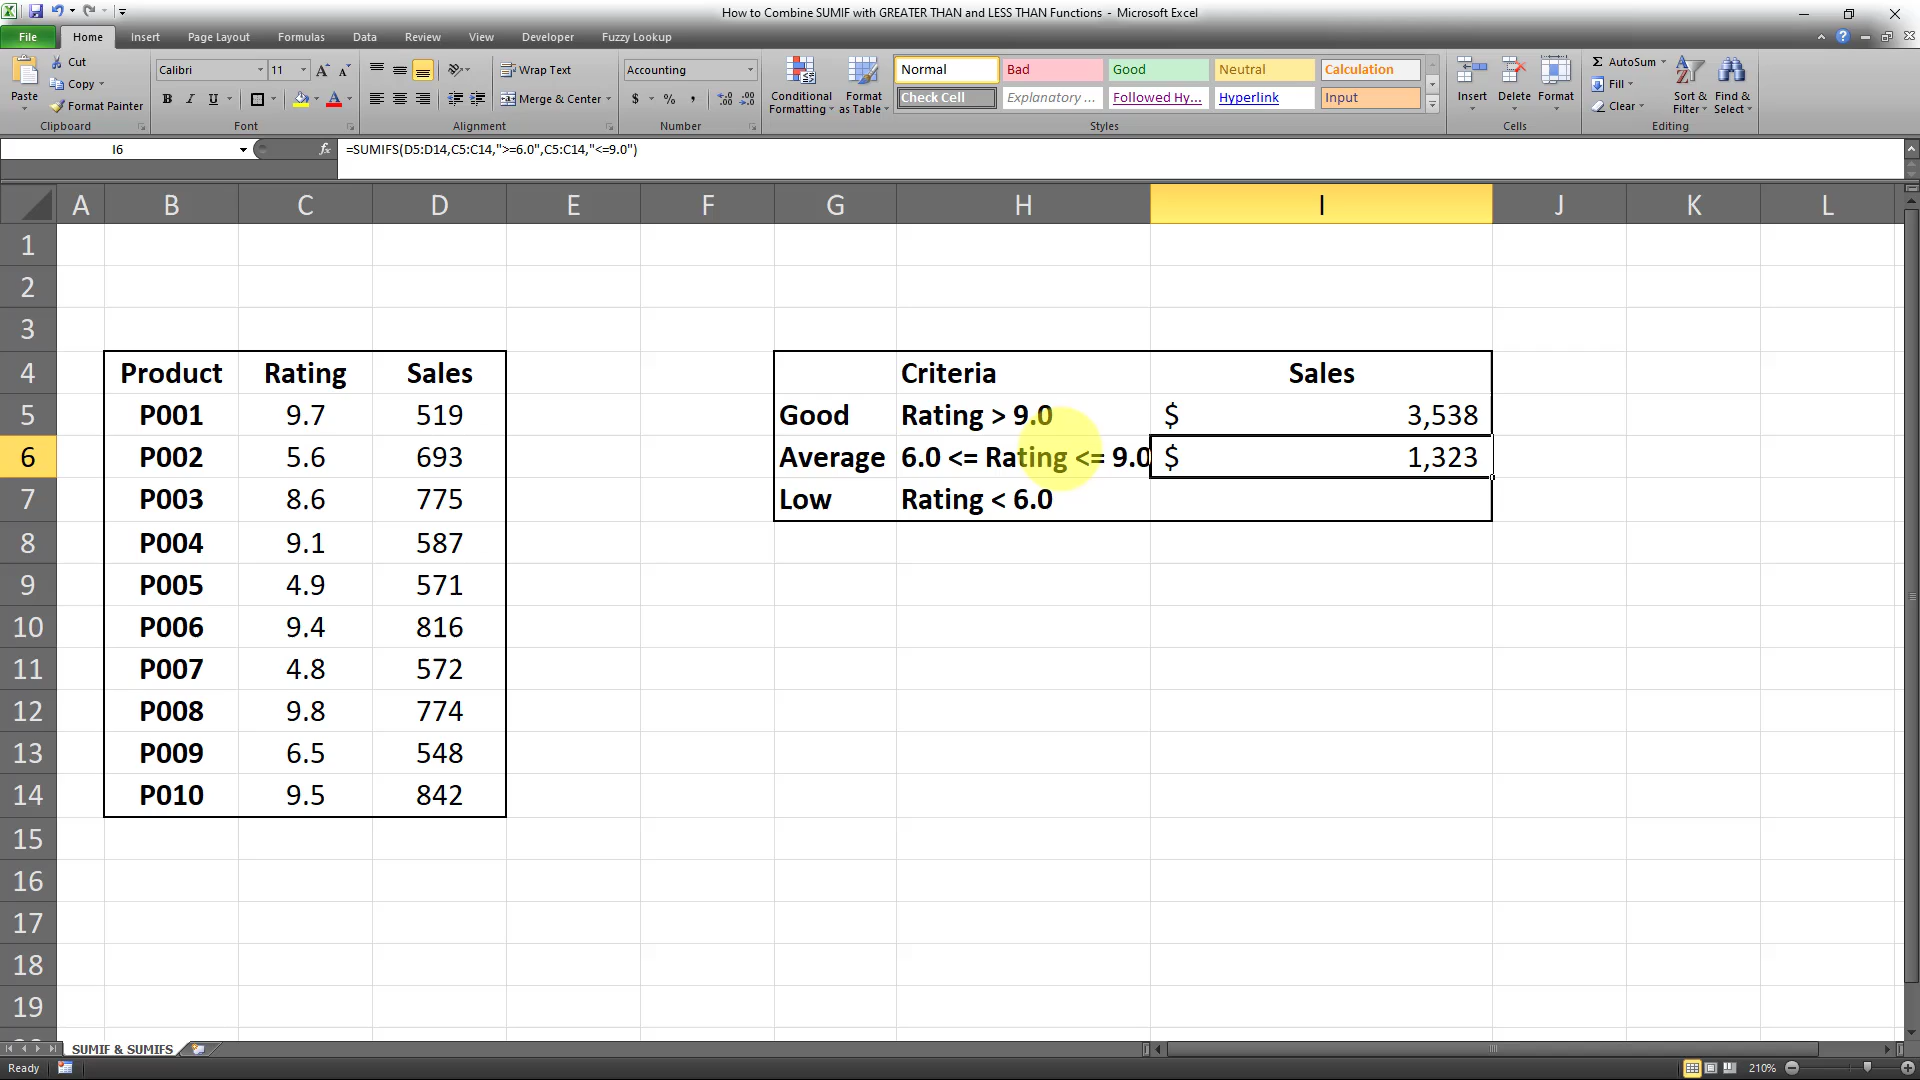 How to Combine SUMIF with GREATER THAN and LESS THAN Functions - Microsoft Excel
File Home Insert Page Layout Formulas Data Review View Developer Fuzzy Lookup
Paste
Cut
Copy
Format Painter
Clipboard
Calibri 11
B I U
Font
Wrap Text
Merge & Center
Alignment
Accounting
$ % ,
Number
Conditional Formatting
Format as Table
Normal Bad Good Neutral Calculation
Check Cell Explanatory ... Followed Hy... Hyperlink Input
Styles
Insert Delete Format
Cells
Σ AutoSum
Fill
Clear
Sort & Filter
Find & Select
Editing
I6 fx =SUMIFS(D5:D14,C5:C14,">=6.0",C5:C14,"<=9.0")
A B C D E F G H I J K L
1
2
3
4 Product Rating Sales Criteria Sales
5 P001 9.7 519 Good Rating > 9.0 $ 3,538
6 P002 5.6 693 Average 6.0 <= Rating <= 9.0 $ 1,323
7 P003 8.6 775 Low Rating < 6.0
8 P004 9.1 587
9 P005 4.9 571
10 P006 9.4 816
11 P007 4.8 572
12 P008 9.8 774
13 P009 6.5 548
14 P010 9.5 842
15
16
17
18
19
SUMIF & SUMIFS
Ready 210%